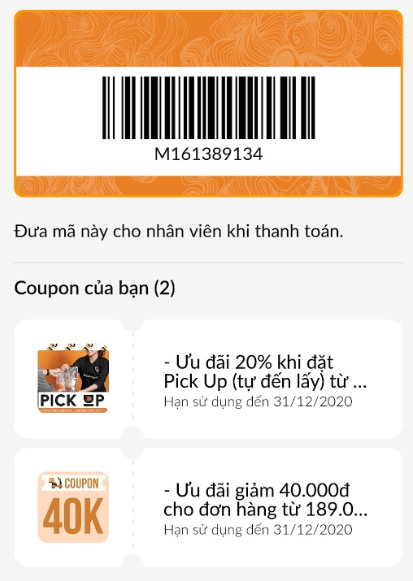 M161389134
Đưa mã này cho nhân viên khi thanh toán.
Coupon của bạn (2)
PICK UP
- Ưu đãi 20% khi đặt
Pick Up (tự đến lấy) từ ...
Hạn sử dụng đến 31/12/2020
COUPON
40K
- Ưu đãi giảm 40.000đ
cho đơn hàng từ 189.0...
Hạn sử dụng đến 31/12/2020